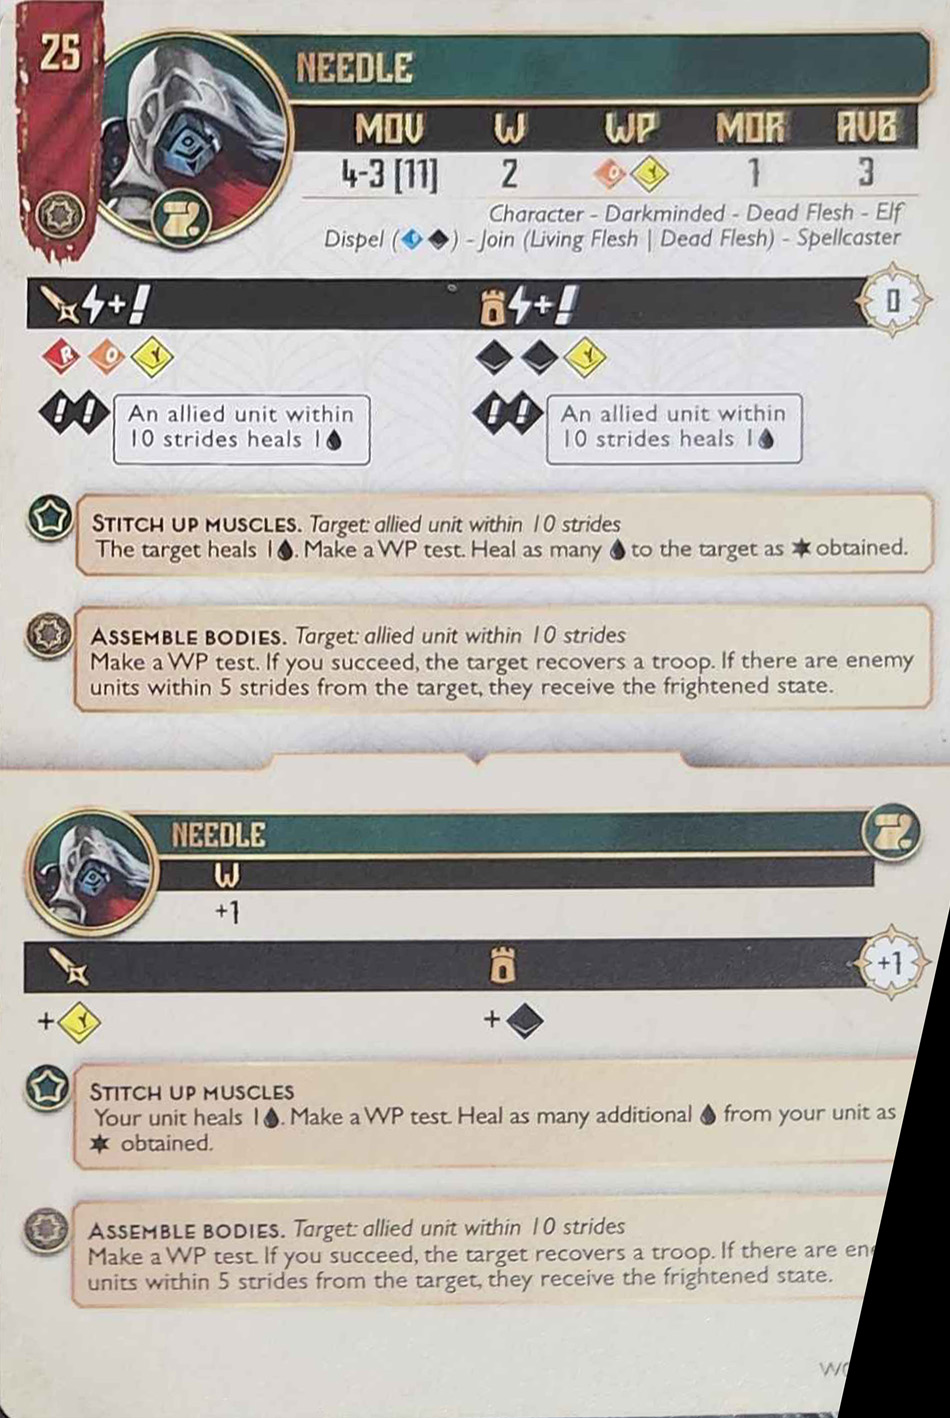 25
NEEDLE
MOV W WP MOR AVB
4-3 [11] 2 O Y 1 3
Character - Darkminded - Dead Flesh - Elf
Dispel ( ) - Join (Living Flesh | Dead Flesh) - Spellcaster
+! +! 0
R O Y Y
!! An allied unit within !! An allied unit within
10 strides heals 1 10 strides heals 1
STITCH UP MUSCLES. Target: allied unit within 10 strides
The target heals 1. Make a WP test. Heal as many to the target as obtained.
ASSEMBLE BODIES. Target: allied unit within 10 strides
Make a WP test. If you succeed, the target recovers a troop. If there are enemy
units within 5 strides from the target, they receive the frightened state.
NEEDLE
W
+1
+1
+ Y +
STITCH UP MUSCLES
Your unit heals 1. Make a WP test. Heal as many additional from your unit as
obtained.
ASSEMBLE BODIES. Target: allied unit within 10 strides
Make a WP test. If you succeed, the target recovers a troop. If there are
units within 5 strides from the target, they receive the frightened state.